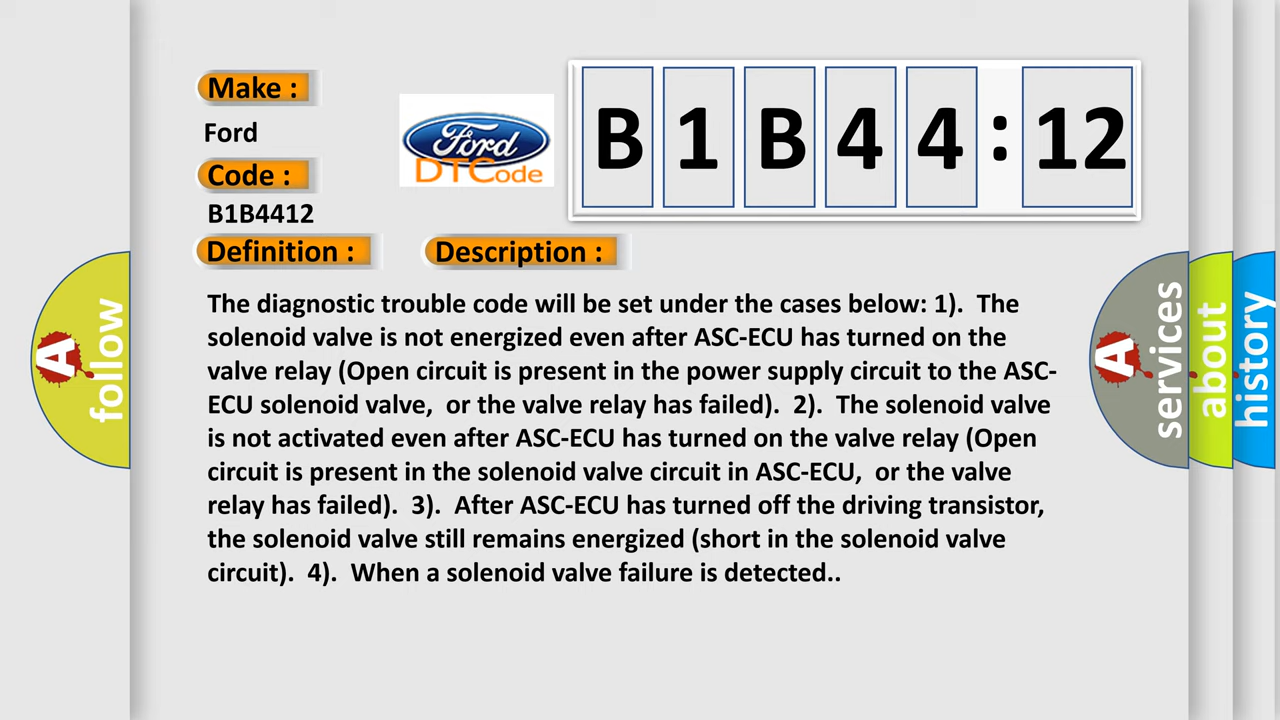 Make :
Ford
Code :
B1B4412
Ford
DTCode
B1B44:12
Definition :
Description :
The diagnostic trouble code will be set under the cases below: 1).  The
solenoid valve is not energized even after ASC-ECU has turned on the
valve relay (Open circuit is present in the power supply circuit to the ASC-
ECU solenoid valve,  or the valve relay has failed).  2).  The solenoid valve
is not activated even after ASC-ECU has turned on the valve relay (Open
circuit is present in the solenoid valve circuit in ASC-ECU,  or the valve
relay has failed).  3).  After ASC-ECU has turned off the driving transistor,
the solenoid valve still remains energized (short in the solenoid valve
circuit).  4).  When a solenoid valve failure is detected..
A
follow
A
services
about
history